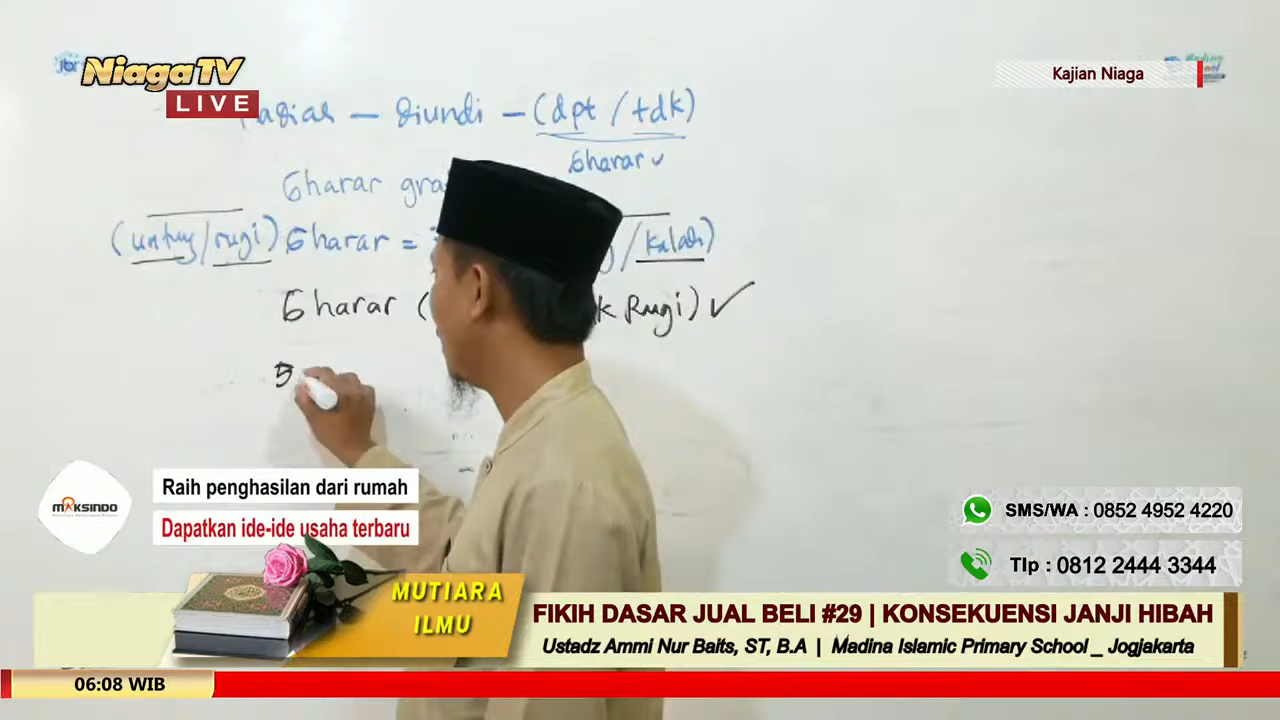 NiagaTV
LIVE
Kajian Niaga
– diundi – (dpt / tdk)
Gharar ✓
Gharar
(untung/rugi) Gharar = /kalah)
Gharar ( Rugi) ✓
MAKSINDO
Raih penghasilan dari rumah
Dapatkan ide-ide usaha terbaru
SMS/WA : 0852 4952 4220
Tlp : 0812 2444 3344
MUTIARA
ILMU
FIKIH DASAR JUAL BELI #29 | KONSEKUENSI JANJI HIBAH
Ustadz Ammi Nur Baits, ST, B.A | Madina Islamic Primary School _ Jogjakarta
06:08 WIB